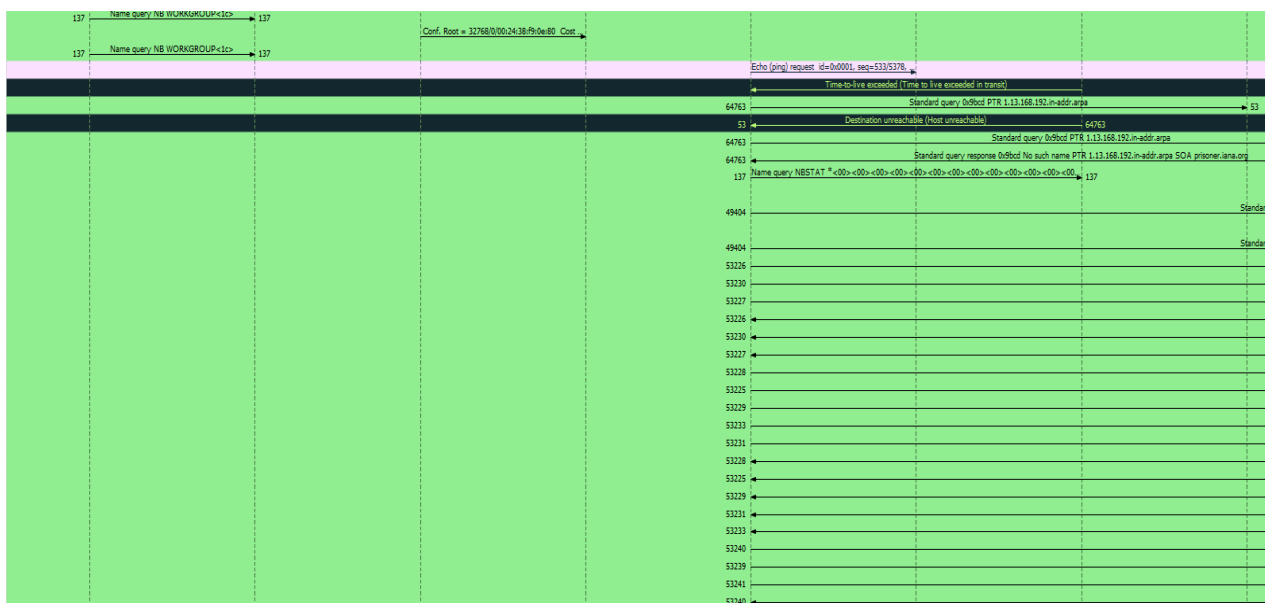 137 Name query NB WORKGROUP<1c> 137
Conf. Root = 32768/0/00:24:38:f9:0e:80 Cost ..
137 Name query NB WORKGROUP<1c> 137
Echo (ping) request id=0x0001, seq=533/5378, ..
Time-to-live exceeded (Time to live exceeded in transit)
64763 Standard query 0x9bcd PTR 1.13.168.192.in-addr.arpa 53
53 Destination unreachable (Host unreachable) 64763
64763 Standard query 0x9bcd PTR 1.13.168.192.in-addr.arpa
64763 Standard query response 0x9bcd No such name PTR 1.13.168.192.in-addr.arpa SOA prisoner.iana.org
137 Name query NBSTAT *<00><00><00><00><00><00><00><00><00><00><00><00><00.. 137
49404 Standar
49404 Standar
53226
53230
53227
53226
53230
53227
53228
53225
53229
53233
53231
53228
53225
53229
53231
53233
53240
53239
53241
53240